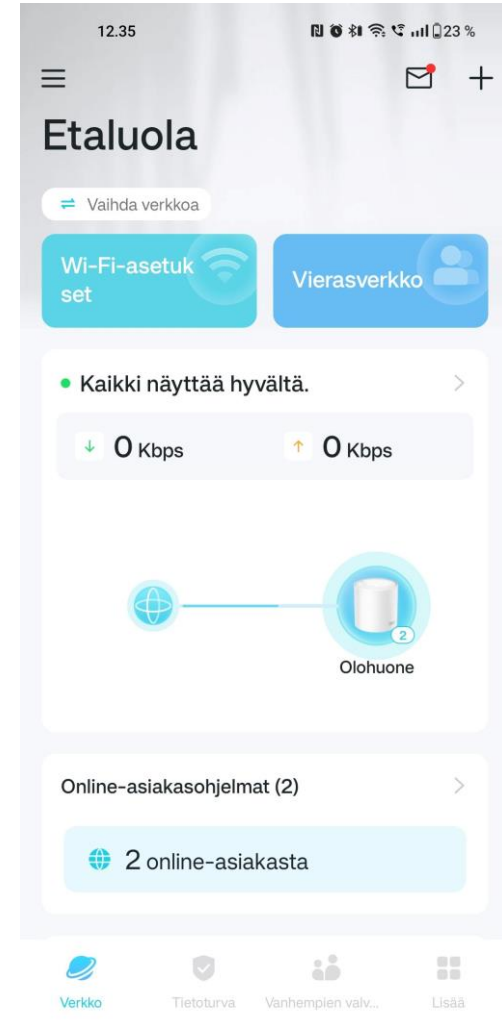 12.35
23 %
Etaluola
Vaihda verkkoa
Wi-Fi-asetuk
set
Vierasverkko
Kaikki näyttää hyvältä.
0 Kbps
0 Kbps
2
Olohuone
Online-asiakasohjelmat (2)
2 online-asiakasta
Verkko
Tietoturva
Vanhempien valv...
Lisää